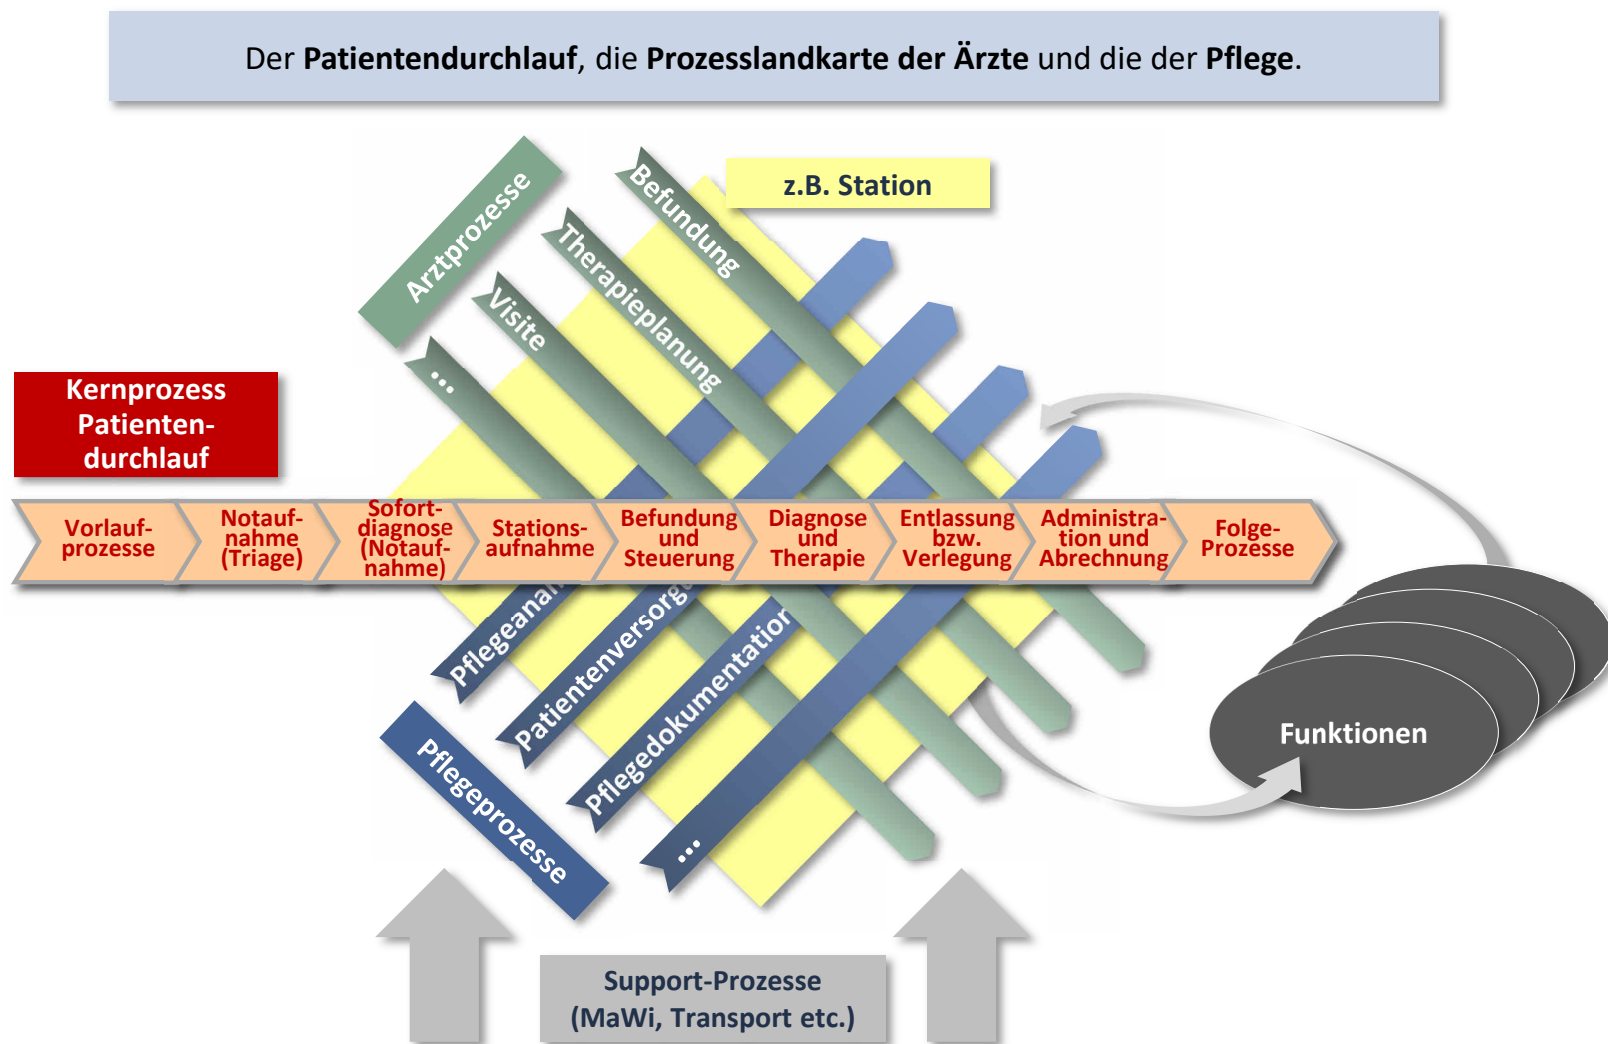 Der Patientendurchlauf, die Prozesslandkarte der Ärzte und die der Pflege.
z.B. Station
Arztprozesse
Befundung
Therapieplanung
Visite
...
Kernprozess
Patienten-
durchlauf
Vorlauf-
prozesse
Notauf-
nahme
(Triage)
Sofort-
diagnose
(Notauf-
nahme)
Stations-
aufnahme
Befundung
und
Steuerung
Diagnose
und
Therapie
Entlassung
bzw.
Verlegung
Administra-
tion und
Abrechnung
Folge-
Prozesse
Patientenversorgu
Pflegedokumentation
...
Pflegeprozesse
Funktionen
Support-Prozesse
(MaWi, Transport etc.)